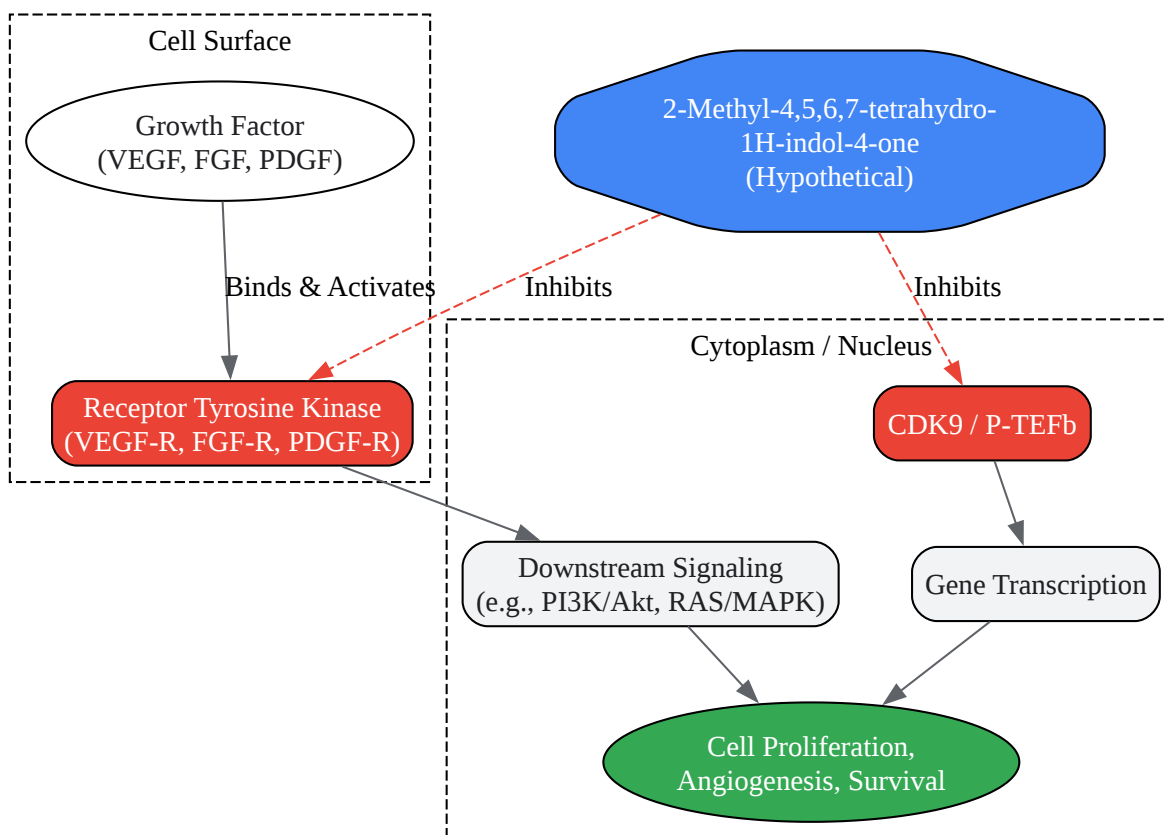 Cell Surface
Growth Factor
(VEGF, FGF, PDGF)
2-Methyl-4,5,6,7-tetrahydro-
1H-indol-4-one
(Hypothetical)
Binds & Activates
Inhibits
Inhibits
Cytoplasm / Nucleus
Receptor Tyrosine Kinase
(VEGF-R, FGF-R, PDGF-R)
CDK9 / P-TEFb
Downstream Signaling
(e.g., PI3K/Akt, RAS/MAPK)
Gene Transcription
Cell Proliferation,
Angiogenesis, Survival